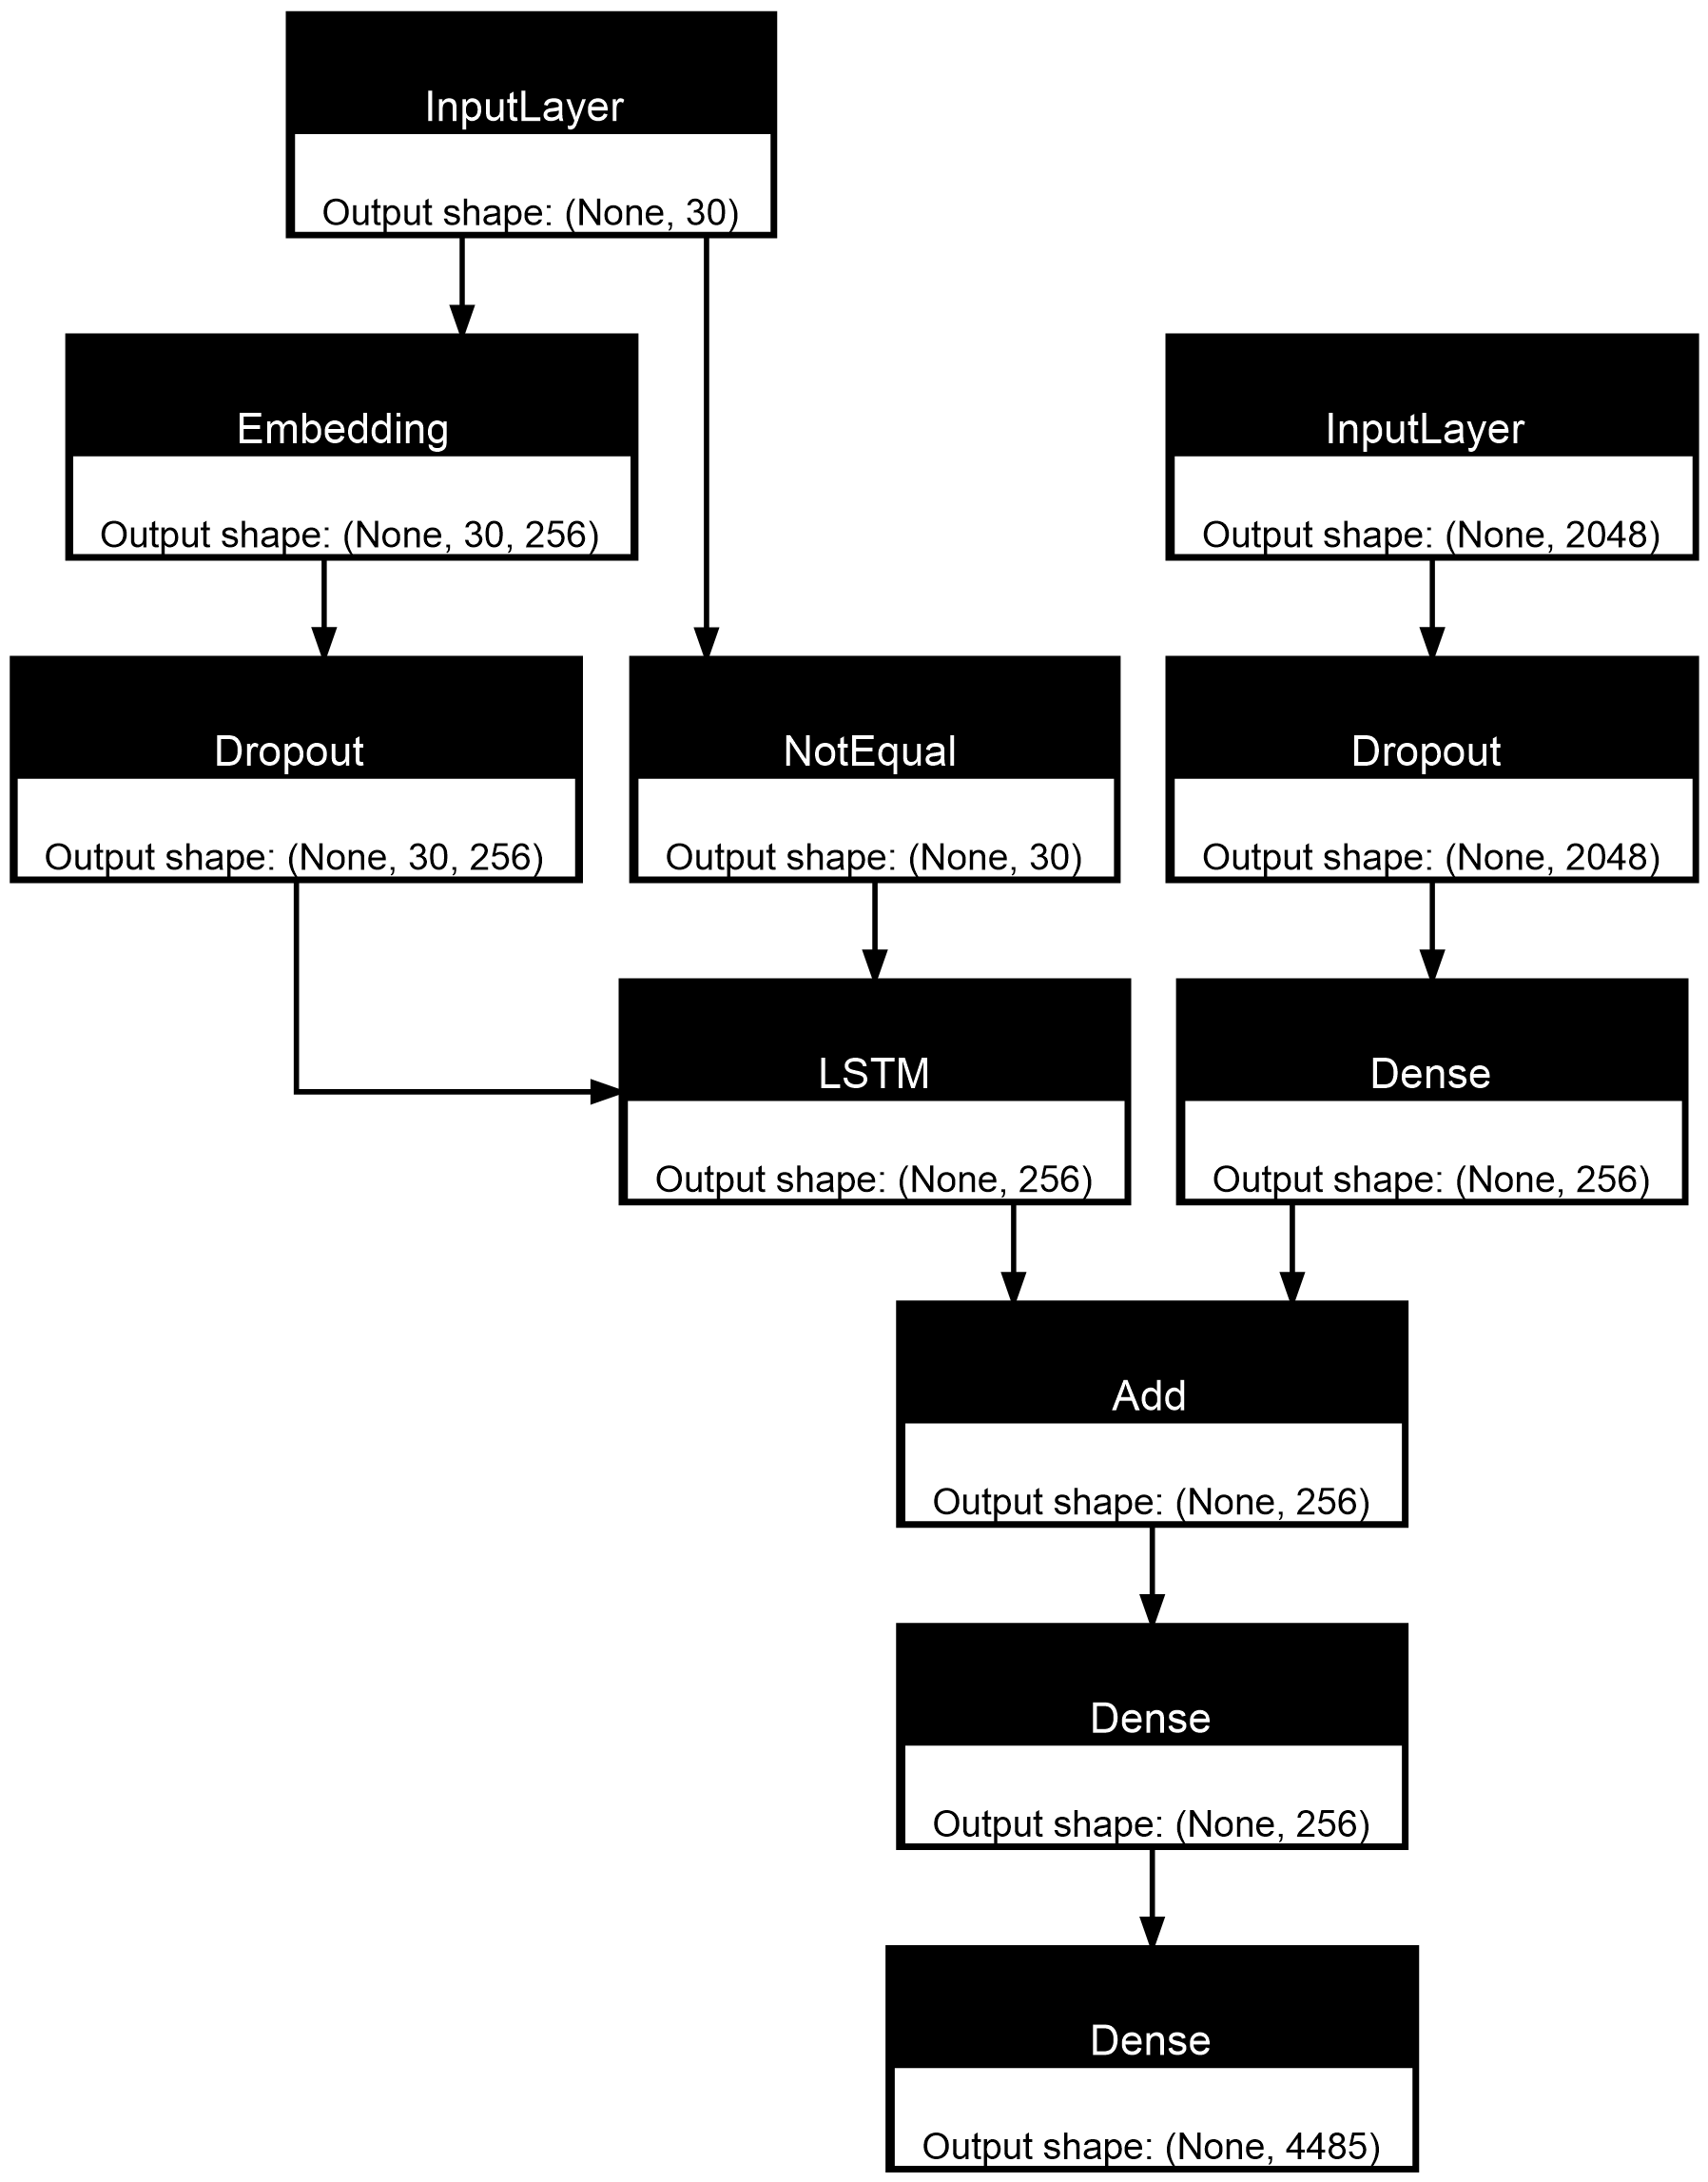 InputLayer
Output shape: (None, 30)
Embedding
Output shape: (None, 30, 256)
InputLayer
Output shape: (None, 2048)
Dropout
Output shape: (None, 30, 256)
NotEqual
Output shape: (None, 30)
Dropout
Output shape: (None, 2048)
LSTM
Output shape: (None, 256)
Dense
Output shape: (None, 256)
Add
Output shape: (None, 256)
Dense
Output shape: (None, 256)
Dense
Output shape: (None, 4485)